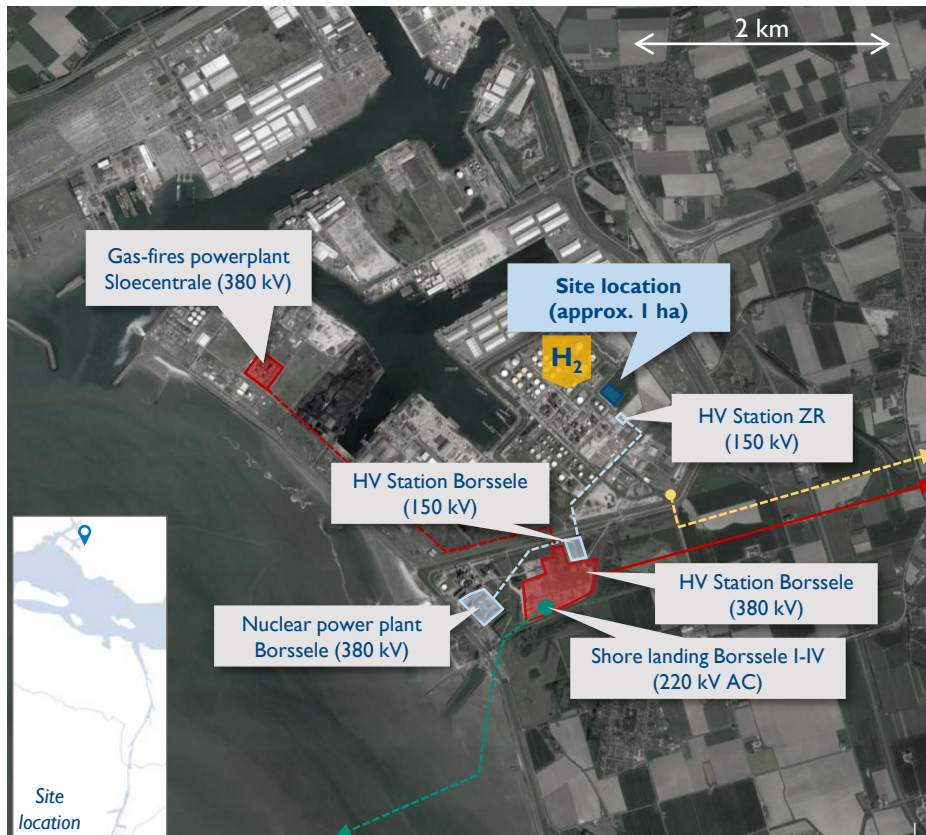 2 km
Gas-fires powerplant
Sloecentrale (380 kV)
Site location
(approx. 1 ha)
H2
HV Station ZR
(150 kV)
HV Station Borssele
(150 kV)
HV Station Borssele
(380 kV)
Nuclear power plant
Borssele (380 kV)
Shore landing Borssele I-IV
(220 kV AC)
Site
location